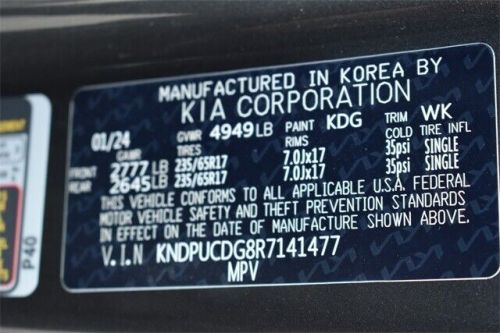 MANUFACTURED IN KOREA BY
KIA CORPORATION
01/24 GVWR 4949LB PAINT KDG TRIM WK
GAWR TIRES RIMS COLD TIRE INFL
FRONT 2777LB 235/65R17 7.0Jx17 35psi SINGLE
REAR 2645LB 235/65R17 7.0Jx17 35psi SINGLE
THIS VEHICLE CONFORMS TO ALL APPLICABLE U.S.A. FEDERAL
MOTOR VEHICLE SAFETY AND THEFT PREVENTION STANDARDS
IN EFFECT ON THE DATE OF MANUFACTURE SHOWN ABOVE.
V.I.N KNDPUCDG8R7141477
MPV
P40